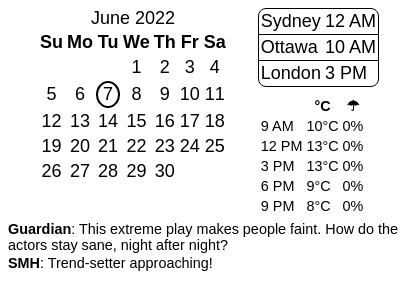 June 2022
Su Mo Tu We Th Fr Sa
1 2 3 4
5 6 7 8 9 10 11
12 13 14 15 16 17 18
19 20 21 22 23 24 25
26 27 28 29 30
Sydney 12 AM
Ottawa 10 AM
London 3 PM
°C ☂
9 AM 10°C 0%
12 PM 13°C 0%
3 PM 13°C 0%
6 PM 9°C 0%
9 PM 8°C 0%
Guardian: This extreme play makes people faint. How do the
actors stay sane, night after night?
SMH: Trend-setter approaching!